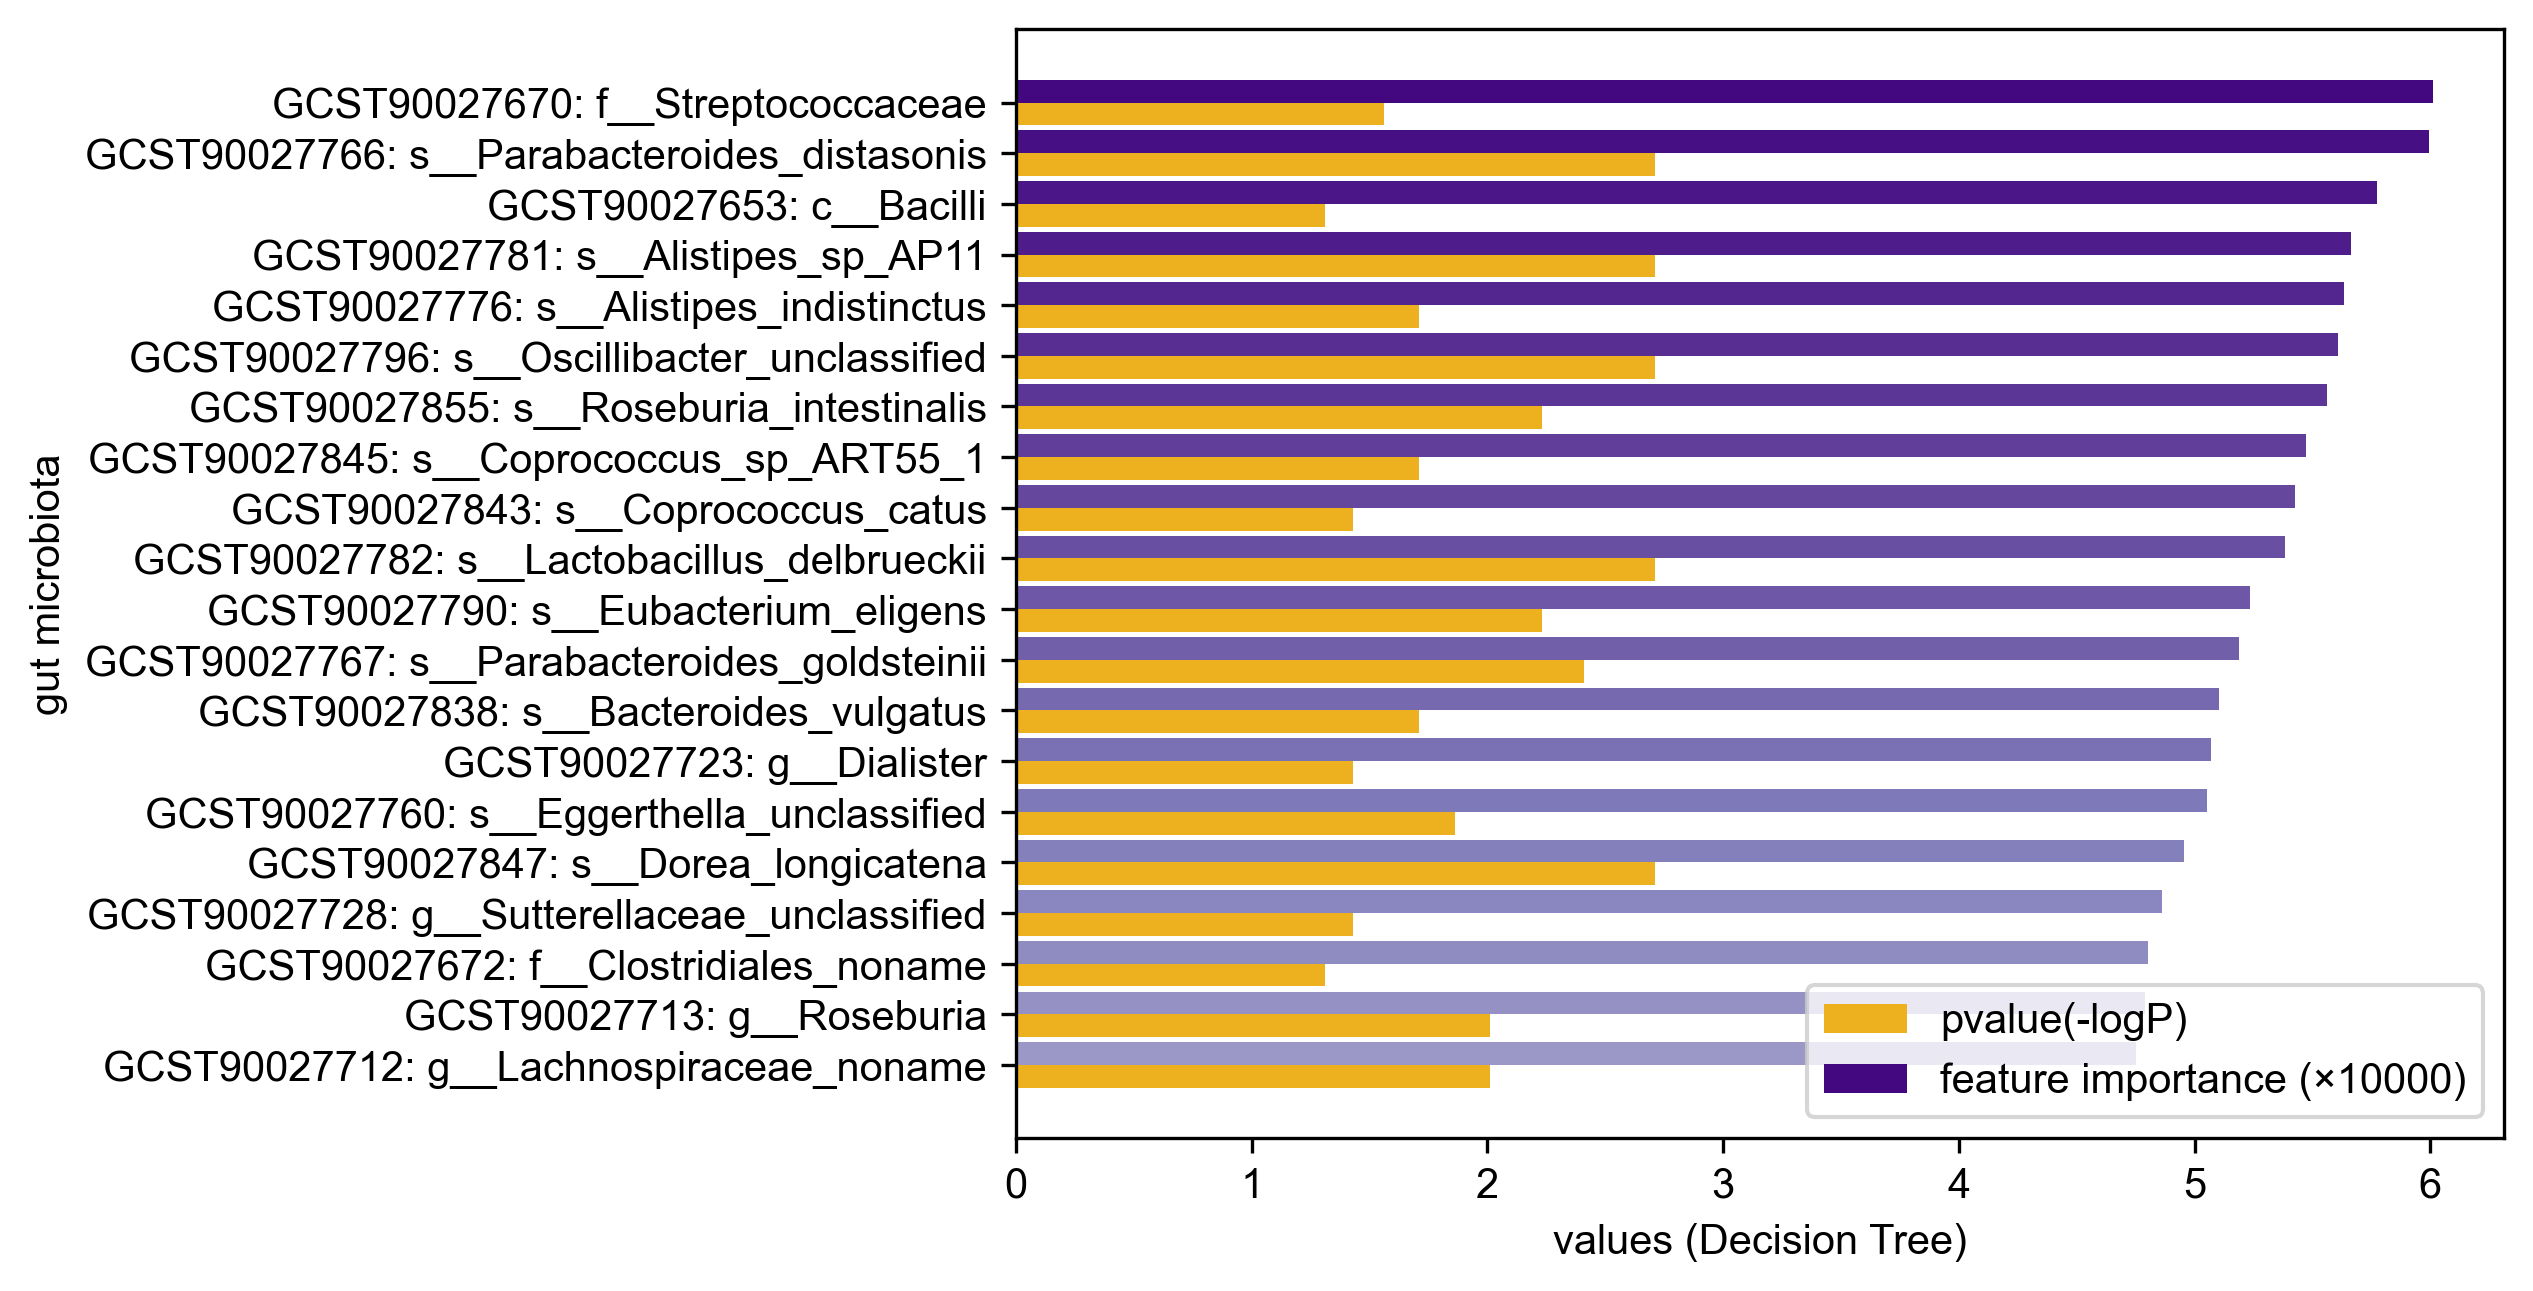 GCST90027670: f__Streptococcaceae
GCST90027766: s__Parabacteroides_distasonis
GCST90027653: c__Bacilli
GCST90027781: s__Alistipes_sp_AP11
GCST90027776: s__Alistipes_indistinctus
GCST90027796: s__Oscillibacter_unclassified
GCST90027855: s__Roseburia_intestinalis
GCST90027845: s__Coprococcus_sp_ART55_1
GCST90027843: s__Coprococcus_catus
GCST90027782: s__Lactobacillus_delbrueckii
GCST90027790: s__Eubacterium_eligens
GCST90027767: s__Parabacteroides_goldsteinii
GCST90027838: s__Bacteroides_vulgatus
GCST90027723: g__Dialister
GCST90027760: s__Eggerthella_unclassified
GCST90027847: s__Dorea_longicatena
GCST90027728: g__Sutterellaceae_unclassified
GCST90027672: f__Clostridiales_noname
GCST90027713: g__Roseburia
GCST90027712: g__Lachnospiraceae_noname
gut microbiota
pvalue(-logP)
feature importance (×10000)
0 1 2 3 4 5 6
values (Decision Tree)